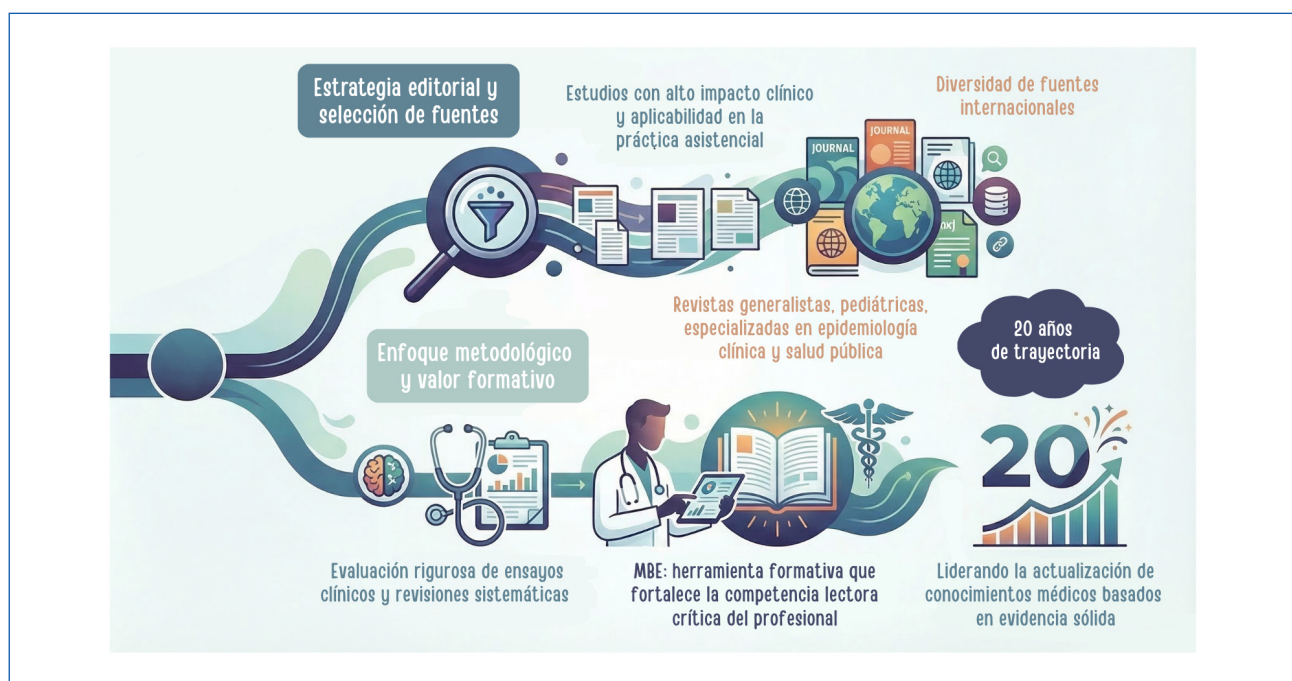 Estrategia editorial y
selección de fuentes
Estudios con alto impacto clínico
y aplicabilidad en la
práctica asistencial
Diversidad de fuentes
internacionales
JOURNAL
JOURNAL
nxj
Revistas generalistas, pediátricas,
especializadas en epidemiología
clínica y salud pública
20 años
de trayectoria
Enfoque metodológico
y valor formativo
20
Evaluación rigurosa de ensayos
clínicos y revisiones sistemáticas
MBE: herramienta formativa que
fortalece la competencia lectora
crítica del profesional
Liderando la actualización de
conocimientos médicos basados
en evidencia sólida